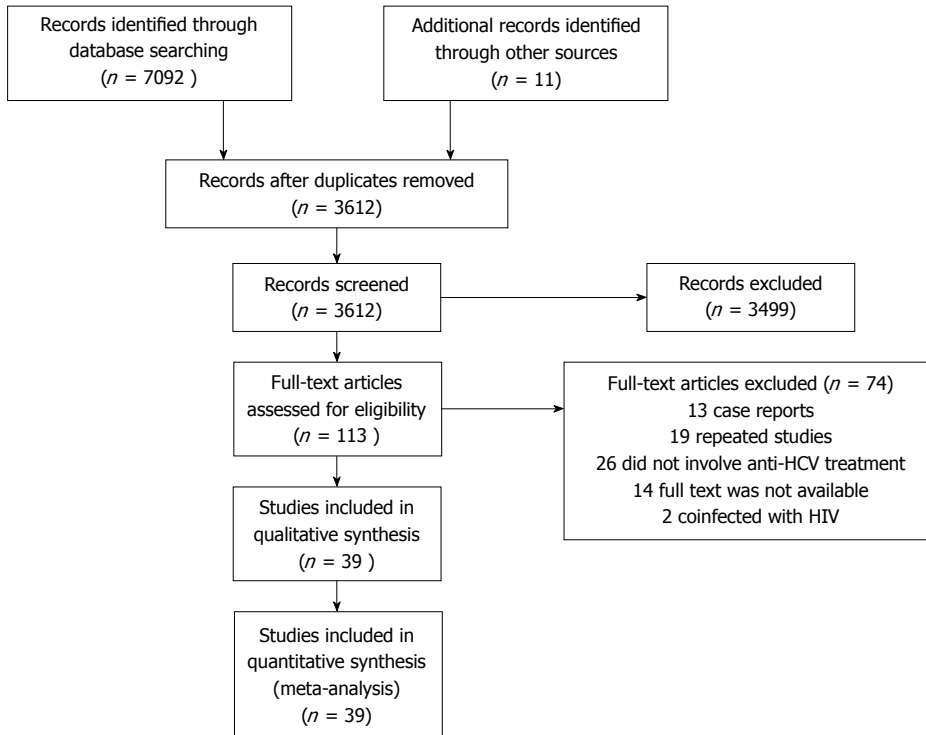 Records identified through
database searching
(n = 7092 )
Additional records identified
through other sources
(n = 11)
Records after duplicates removed
(n = 3612)
Records screened
(n = 3612)
Records excluded
(n = 3499)
Full-text articles
assessed for eligibility
(n = 113 )
Full-text articles excluded (n = 74)
13 case reports
19 repeated studies
26 did not involve anti-HCV treatment
14 full text was not available
2 coinfected with HIV
Studies included in
qualitative synthesis
(n = 39 )
Studies included in
quantitative synthesis
(meta-analysis)
(n = 39)